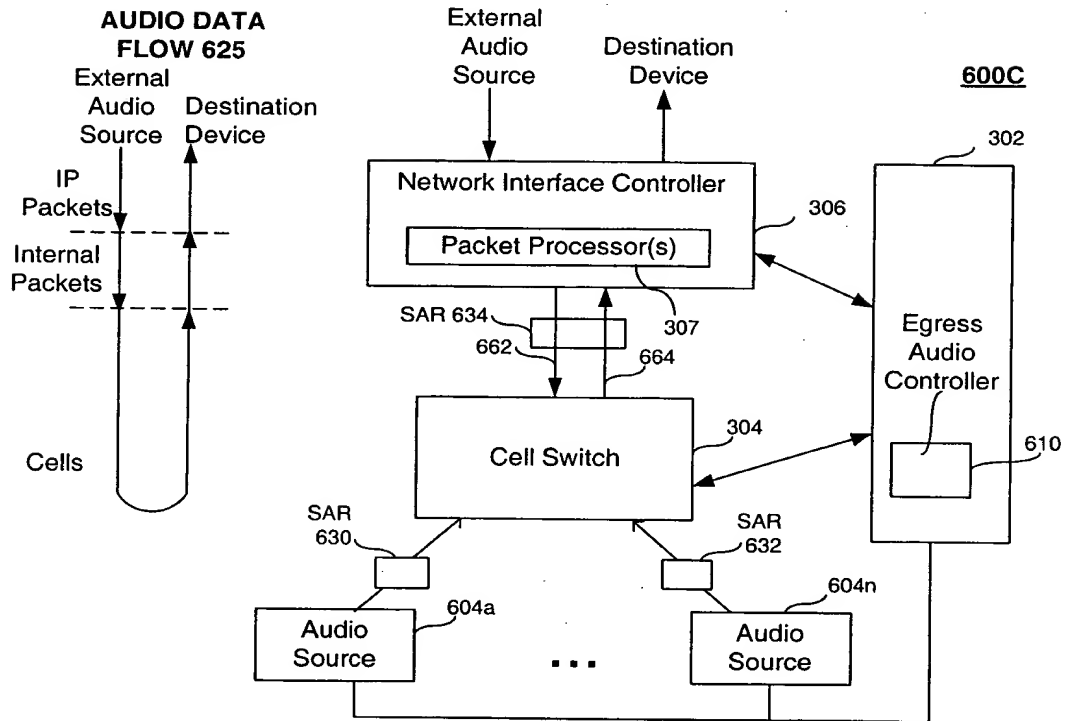 AUDIO DATA
FLOW 625
External
Audio
Source
Destination
Device
IP
Packets
Internal
Packets
Cells
External
Audio
Source
Destination
Device
600C
302
Network Interface Controller
306
Packet Processor(s)
307
SAR 634
662
664
Egress
Audio
Controller
610
304
Cell Switch
SAR
630
SAR
632
604a
Audio
Source
...
604n
Audio
Source